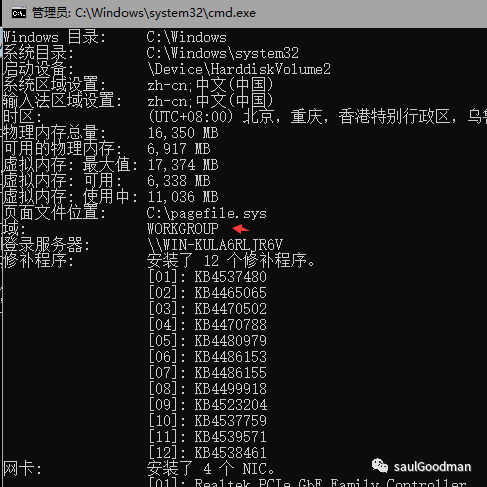 管理员: C:\Windows\system32\cmd.exe
Windows 目录: C:\Windows
系统目录: C:\Windows\system32
启动设备: \Device\HarddiskVolume2
系统区域设置: zh-cn;中文(中国)
输入法区域设置: zh-cn;中文(中国)
时区: (UTC+08:00) 北京，重庆，香港特别行政区，乌鲁
物理内存总量: 16,350 MB
可用的物理内存: 6,917 MB
虚拟内存: 最大值: 17,374 MB
虚拟内存: 可用: 6,338 MB
虚拟内存: 使用中: 11,036 MB
页面文件位置: C:\pagefile.sys
域: WORKGROUP
登录服务器: \\WIN-KULA6RLJR6V
修补程序: 安装了 12 个修补程序。
[01]: KB4537480
[02]: KB4465065
[03]: KB4470502
[04]: KB4470788
[05]: KB4480979
[06]: KB4486153
[07]: KB4486155
[08]: KB4499918
[09]: KB4523204
[10]: KB4537759
[11]: KB4539571
[12]: KB4538461
网卡: 安装了 4 个 NIC。
[01]: Realtek PCIe GbE Family Controller
saulGoodman